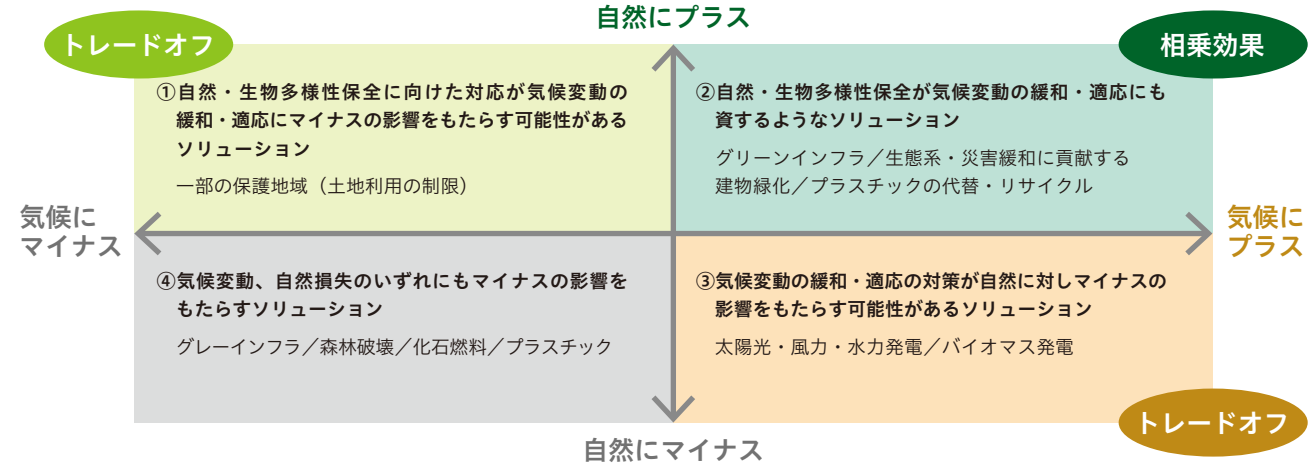 自然にプラス
トレードオフ
相乗効果
①自然・生物多様性保全に向けた対応が気候変動の
緩和・適応にマイナスの影響をもたらす可能性がある
ソリューション
一部の保護地域（土地利用の制限）
②自然・生物多様性保全が気候変動の緩和・適応にも
資するようなソリューション
グリーンインフラ／生態系・災害緩和に貢献する
建物緑化／プラスチックの代替・リサイクル
気候に
マイナス
気候に
プラス
④気候変動、自然損失のいずれにもマイナスの影響を
もたらすソリューション
グレーインフラ／森林破壊／化石燃料／プラスチック
③気候変動の緩和・適応の対策が自然に対しマイナスの
影響をもたらす可能性があるソリューション
太陽光・風力・水力発電／バイオマス発電
トレードオフ
自然にマイナス